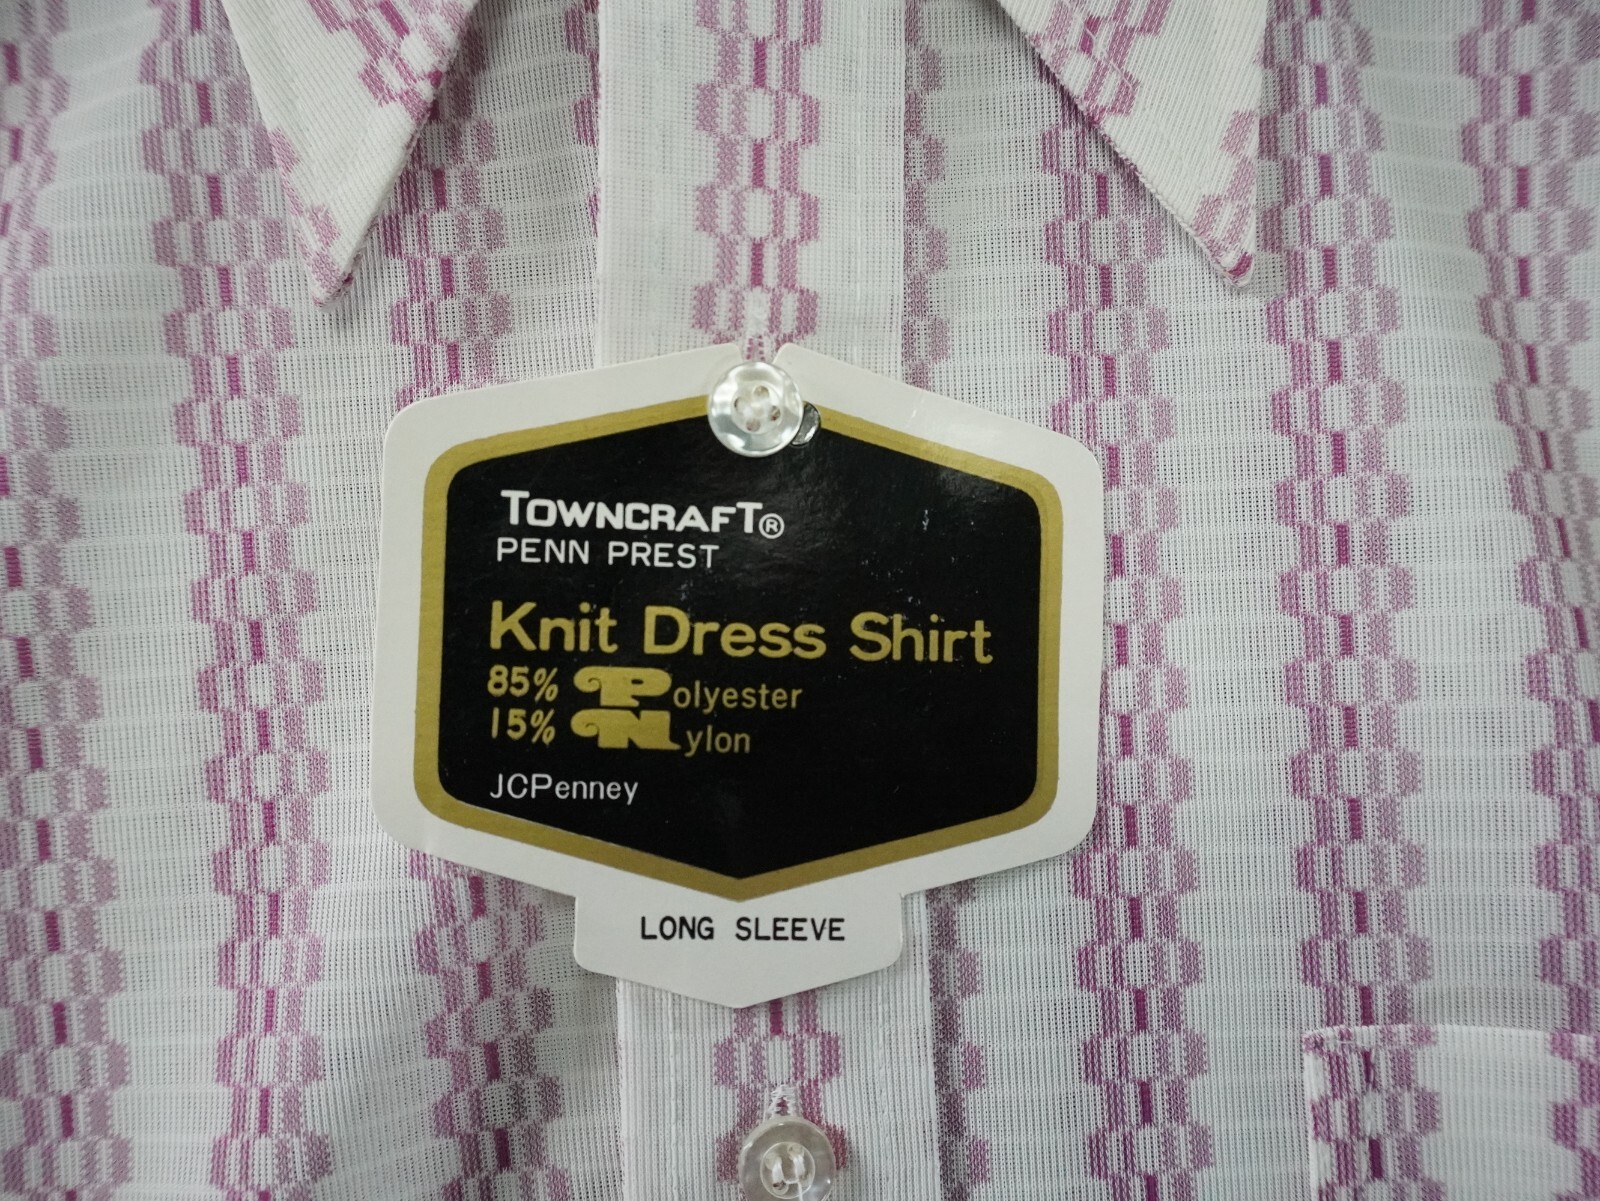 TOWNCRAFT®
PENN PREST
Knit Dress Shirt
85% Polyester
15% Nylon
JCPenney
LONG SLEEVE